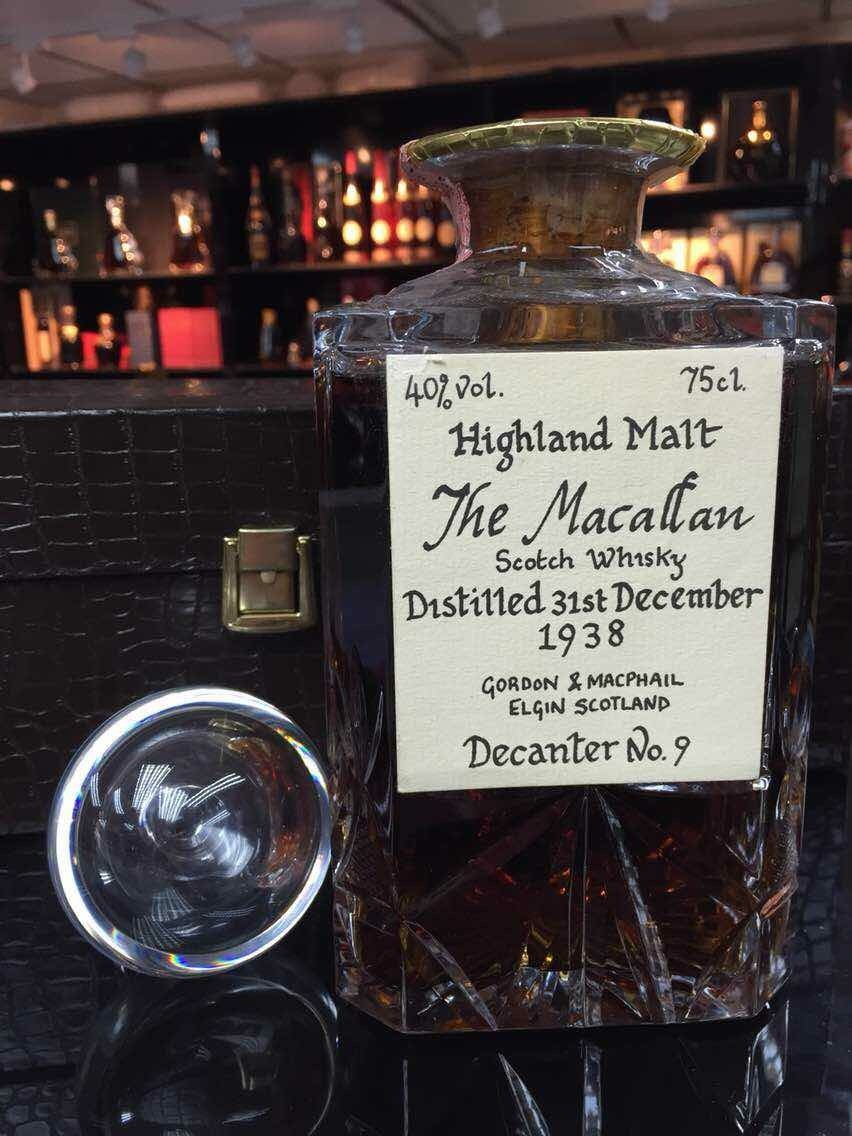 40% Vol. 75cl.
Highland Malt
The Macallan
Scotch Whisky
Distilled 31st December
1938
GORDON & MACPHAIL
ELGIN SCOTLAND
Decanter No. 9